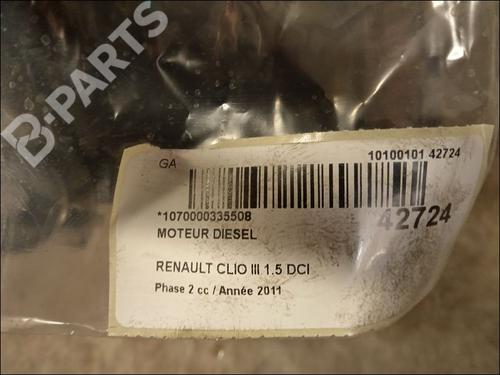 B-PARTS
GA
10100101 42724
*1070000335508
42724
MOTEUR DIESEL
RENAULT CLIO III 1.5 DCI
Phase 2 cc / Année 2011